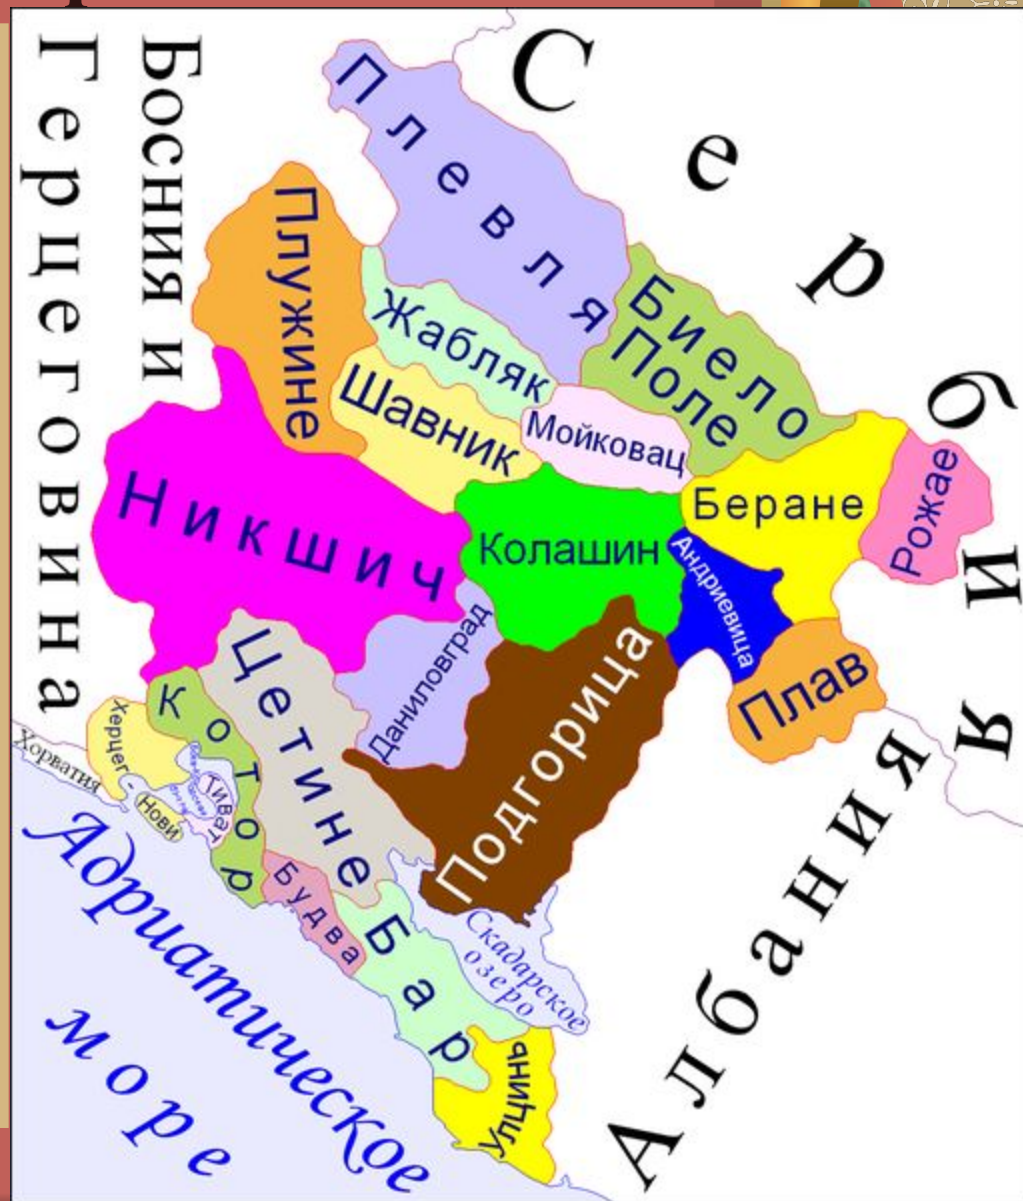 Босния и
Герцеговина
Сербия
Плевля
Плужине
Жабляк
Биело
Поле
Шавник
Мойковац
Никшич
Колашин
Беране
Рожае
Андриевица
Даниловград
Подгорица
Плав
Цетине
Котор
Херцег-
Нови
Тиват
Хорватия
Будва
Бар
Скадарское
озеро
Улцинь
Адриатическое
море
Албания